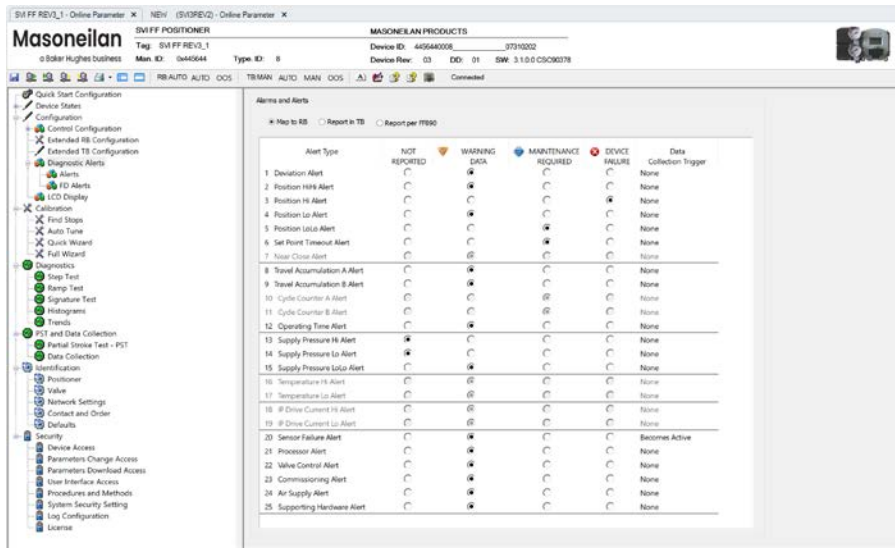 SVI FF REV3_1 - Online Parameter × NEW (SVI3REV2) - Online Parameter ×
Masoneilan
a Baker Hughes business
SVI FF POSITIONER
Tag: SVI FF REV3_1
Man. ID: 0x445644 Type. ID: 8
MASONEILAN PRODUCTS
Device ID: 4456440008_________07310202
Device Rev: 03 DD: 01 SW: 3.1.0.0 CSC90378
RB:AUTO AUTO OOS TB:MAN AUTO MAN OOS Connected
Quick Start Configuration
Device States
Configuration
Control Configuration
Extended RB Configuration
Extended TB Configuration
Diagnostic Alerts
Alerts
FD Alerts
LCD Display
Calibration
Find Stops
Auto Tune
Quick Wizard
Full Wizard
Diagnostics
Step Test
Ramp Test
Signature Test
Histograms
Trends
PST and Data Collection
Partial Stroke Test - PST
Data Collection
Identification
Positioner
Valve
Network Settings
Contact and Order
Defaults
Security
Device Access
Parameters Change Access
Parameters Download Access
User Interface Access
Procedures and Methods
System Security Setting
Log Configuration
License
Alarms and Alerts
Map to RB Report in TB Report per FF890
Alert Type NOT REPORTED WARNING DATA MAINTENANCE REQUIRED DEVICE FAILURE Data Collection Trigger
1 Deviation Alert None
2 Position HiHi Alert None
3 Position Hi Alert None
4 Position Lo Alert None
5 Position LoLo Alert None
6 Set Point Timeout Alert None
7 Near Close Alert None
8 Travel Accumulation A Alert None
9 Travel Accumulation B Alert None
10 Cycle Counter A Alert None
11 Cycle Counter B Alert None
12 Operating Time Alert None
13 Supply Pressure Hi Alert None
14 Supply Pressure Lo Alert None
15 Supply Pressure LoLo Alert None
16 Temperature Hi Alert None
17 Temperature Lo Alert None
18 IP Drive Current Hi Alert None
19 IP Drive Current Lo Alert None
20 Sensor Failure Alert Becomes Active
21 Processor Alert None
22 Valve Control Alert None
23 Commissioning Alert None
24 Air Supply Alert None
25 Supporting Hardware Alert None